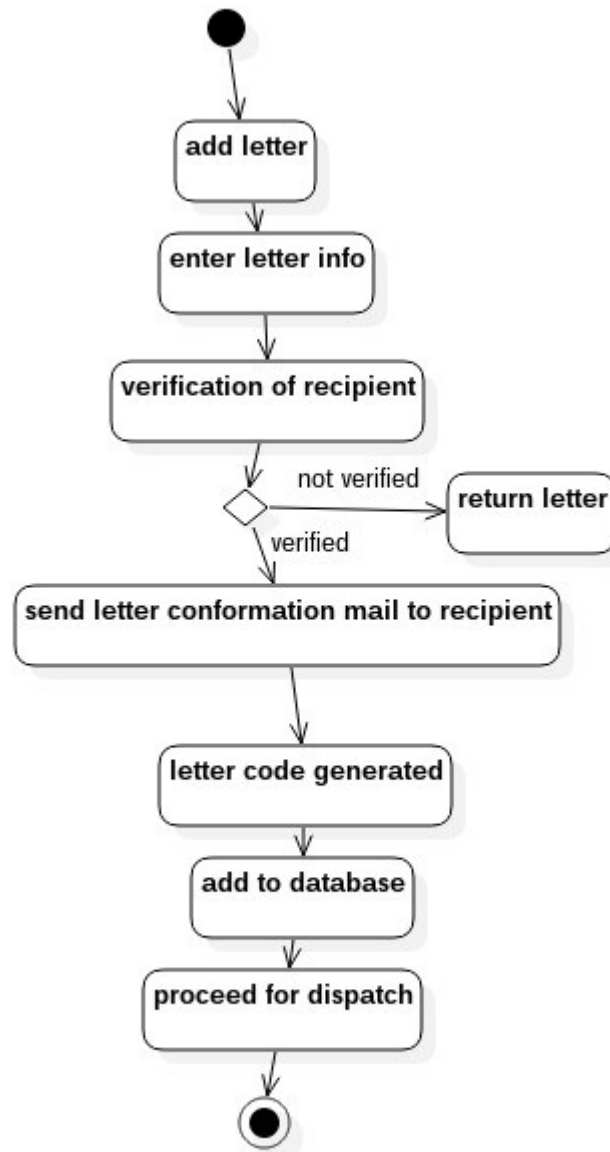 add letter
enter letter info
verification of recipient
not verified
return letter
verified
send letter conformation mail to recipient
letter code generated
add to database
proceed for dispatch